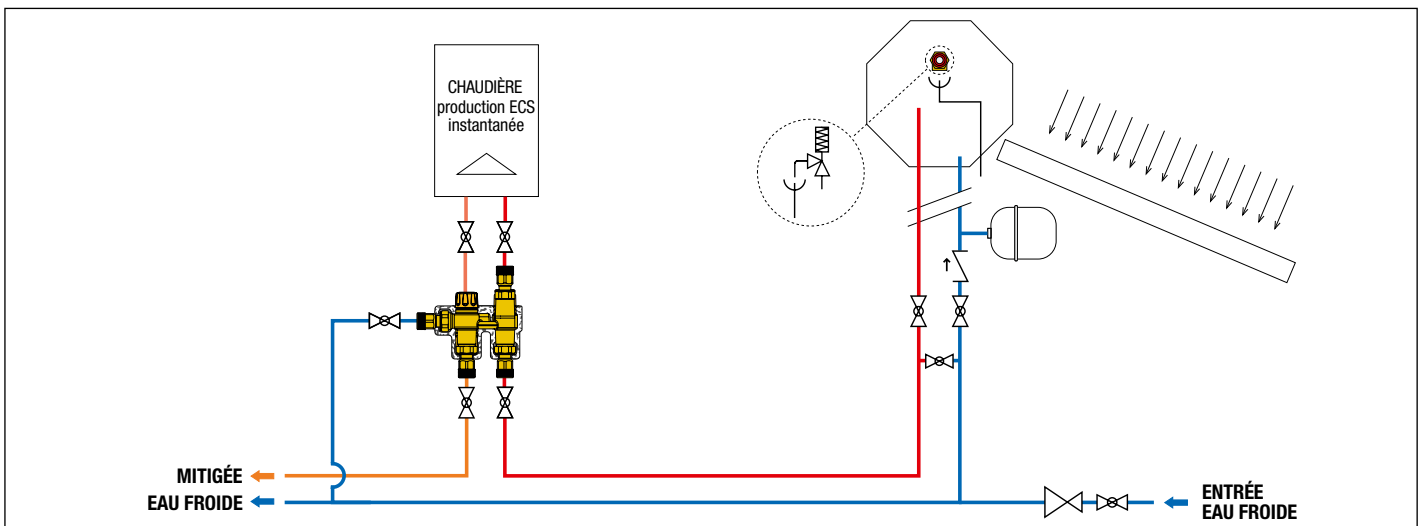 CHAUDIÈRE
production ECS
instantanée
MITIGÉE
EAU FROIDE
ENTRÉE
EAU FROIDE